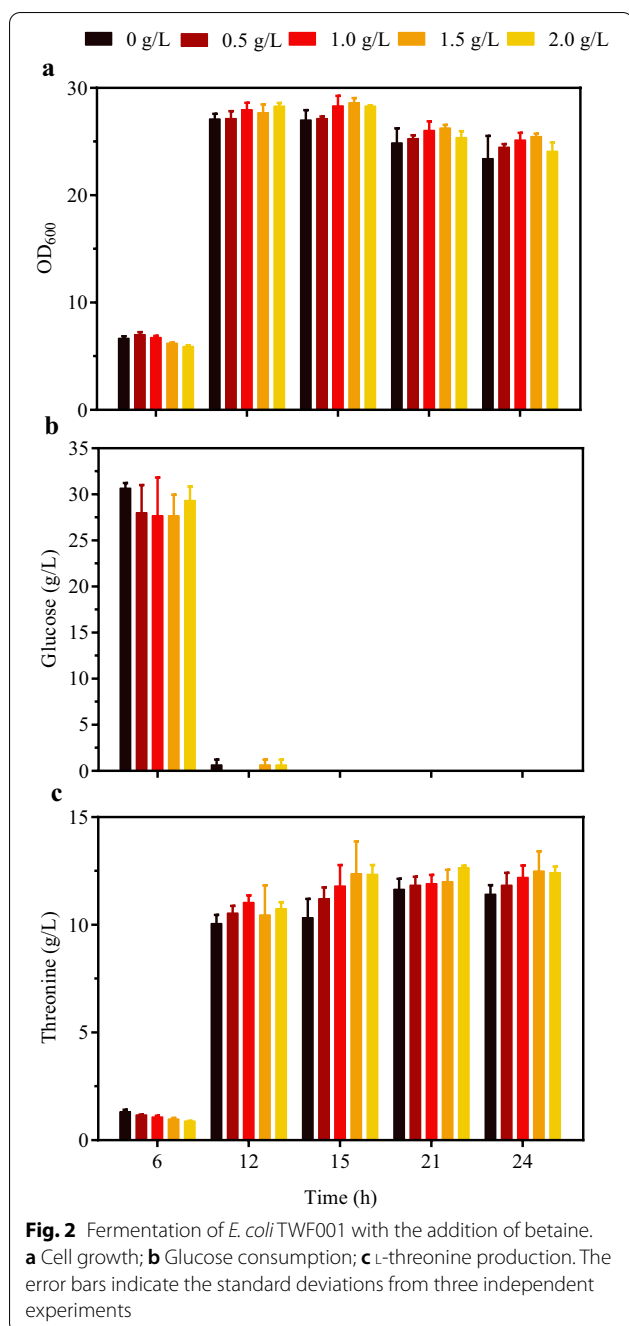 0 g/L 0.5 g/L 1.0 g/L 1.5 g/L 2.0 g/L
a
30
20
10
0
OD600
b
35
30
25
20
15
10
5
0
Glucose (g/L)
c
15
10
5
0
Threonine (g/L)
6 12 15 21 24
Time (h)
Fig. 2 Fermentation of E. coli TWF001 with the addition of betaine.
a Cell growth; b Glucose consumption; c L-threonine production. The
error bars indicate the standard deviations from three independent
experiments